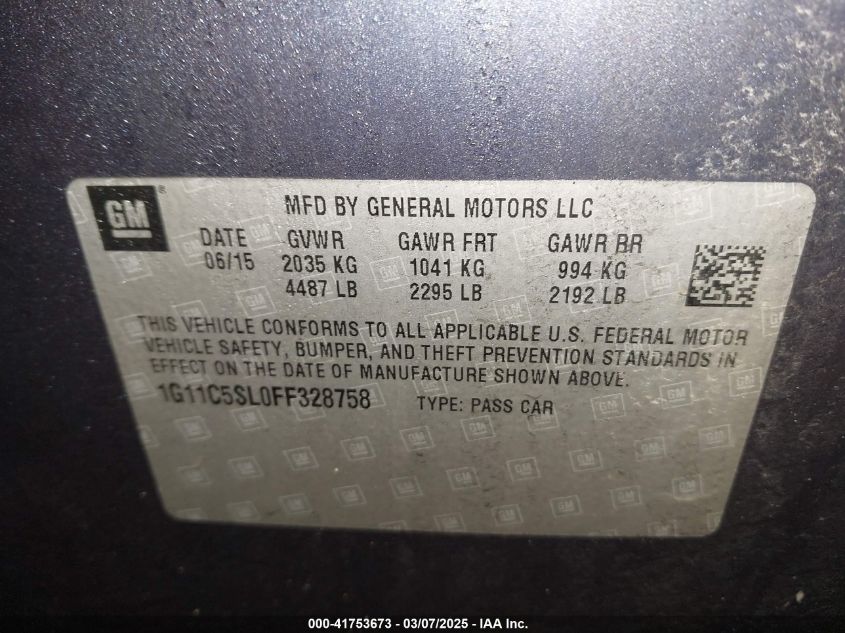 GM ®
MFD BY GENERAL MOTORS LLC
DATE GVWR GAWR FRT GAWR RR
06/15 2035 KG 1041 KG 994 KG
4487 LB 2295 LB 2192 LB
THIS VEHICLE CONFORMS TO ALL APPLICABLE U.S. FEDERAL MOTOR
VEHICLE SAFETY, BUMPER, AND THEFT PREVENTION STANDARDS IN
EFFECT ON THE DATE OF MANUFACTURE SHOWN ABOVE.
1G11C5SL0FF328758 TYPE: PASS CAR
000-41753673 - 03/07/2025 - IAA Inc.